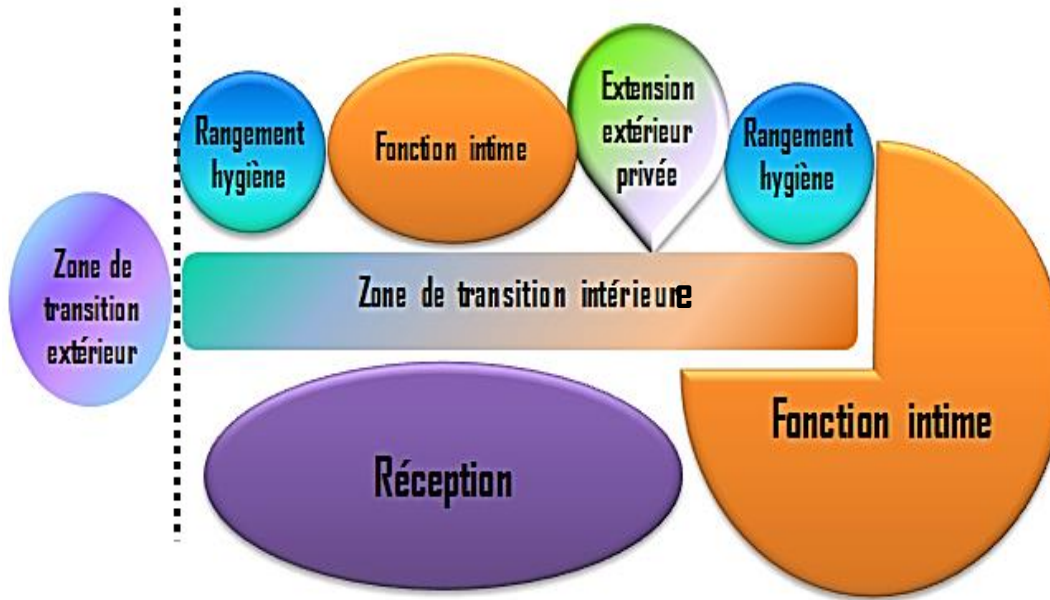 Rangement
hygiène
Fonction intime
Extension
extérieur
privée
Rangement
hygiène
Zone de
transition
extérieur
Zone de transition intérieure
Réception
Fonction intime